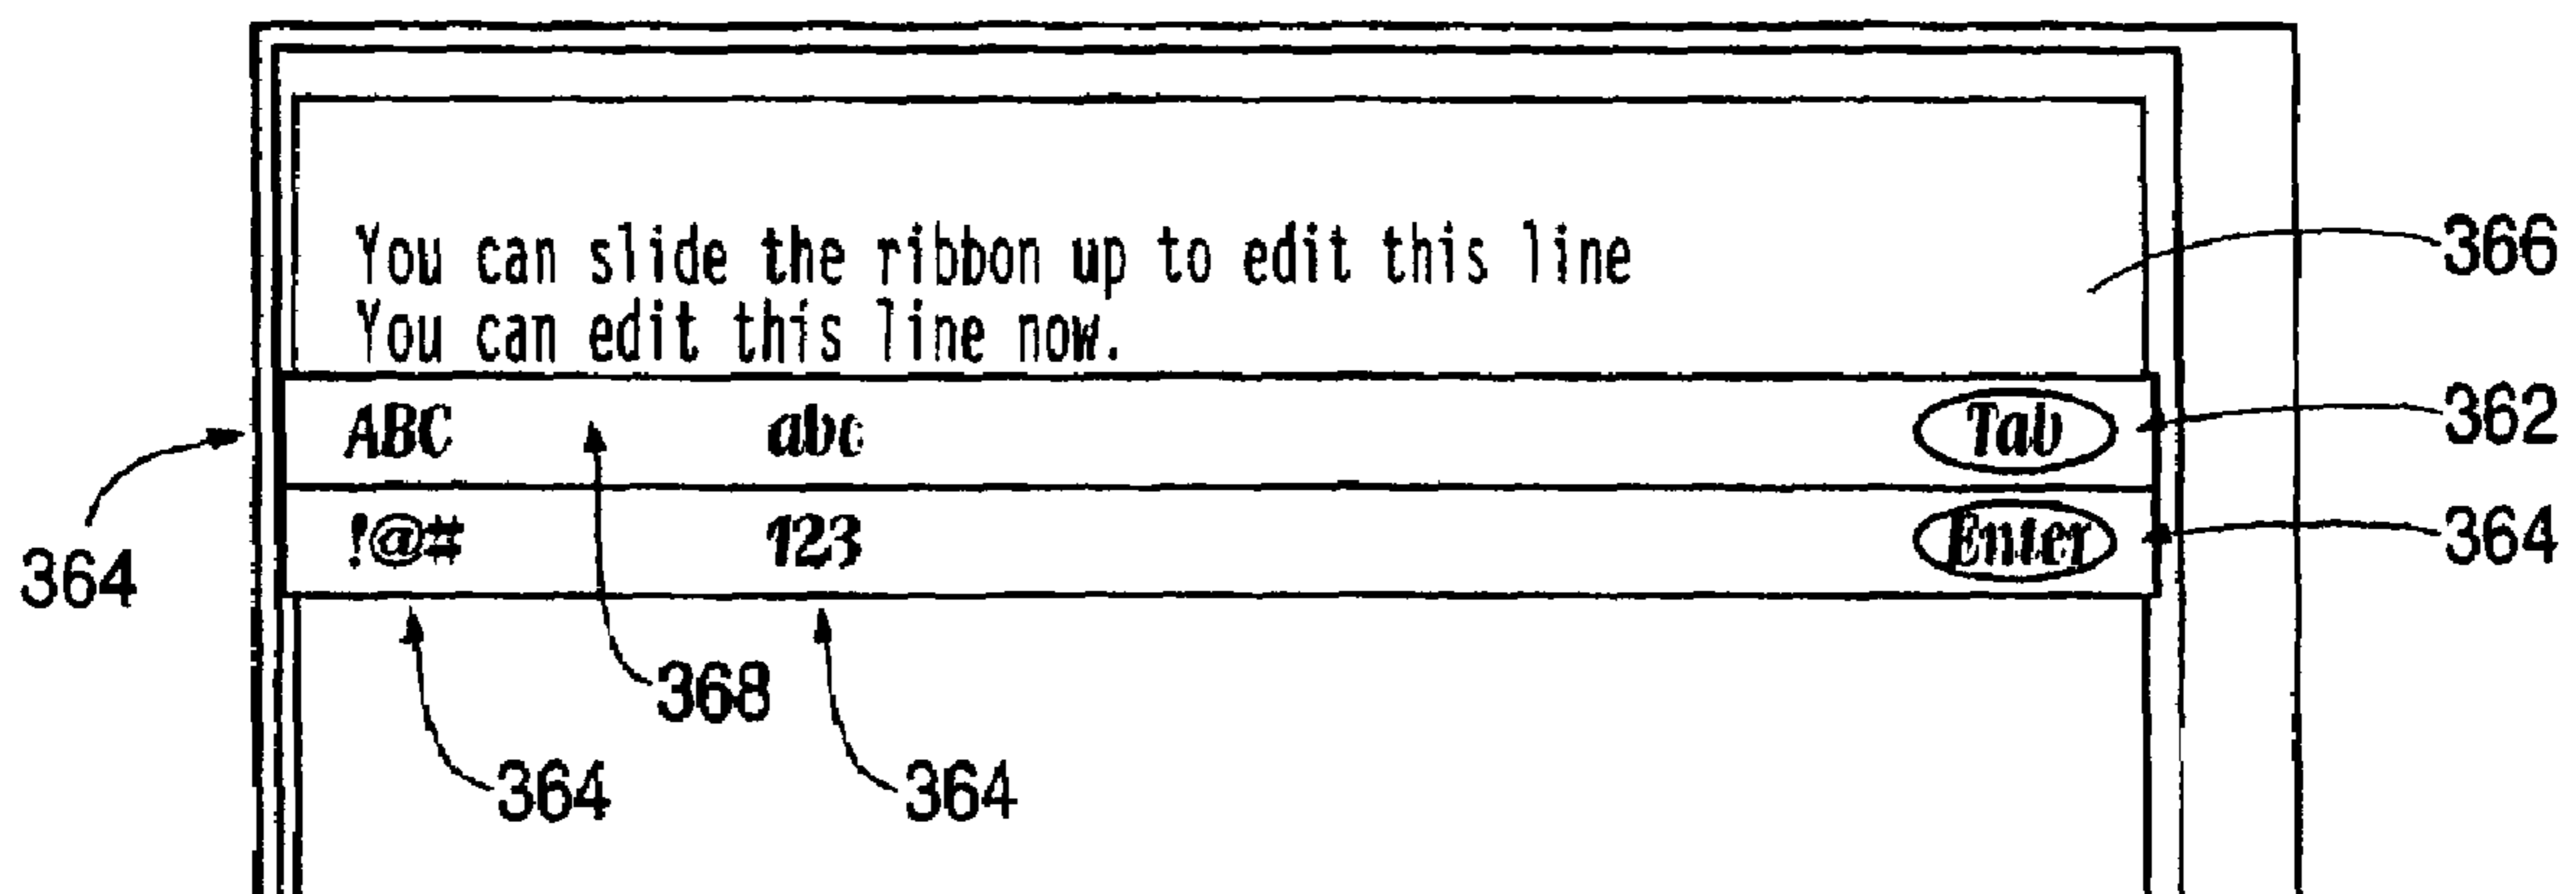 You can slide the ribbon up to edit this line
366
You can edit this line now.
ABC abc Tab
362
!@# 123 Enter
364
364
368
364
364